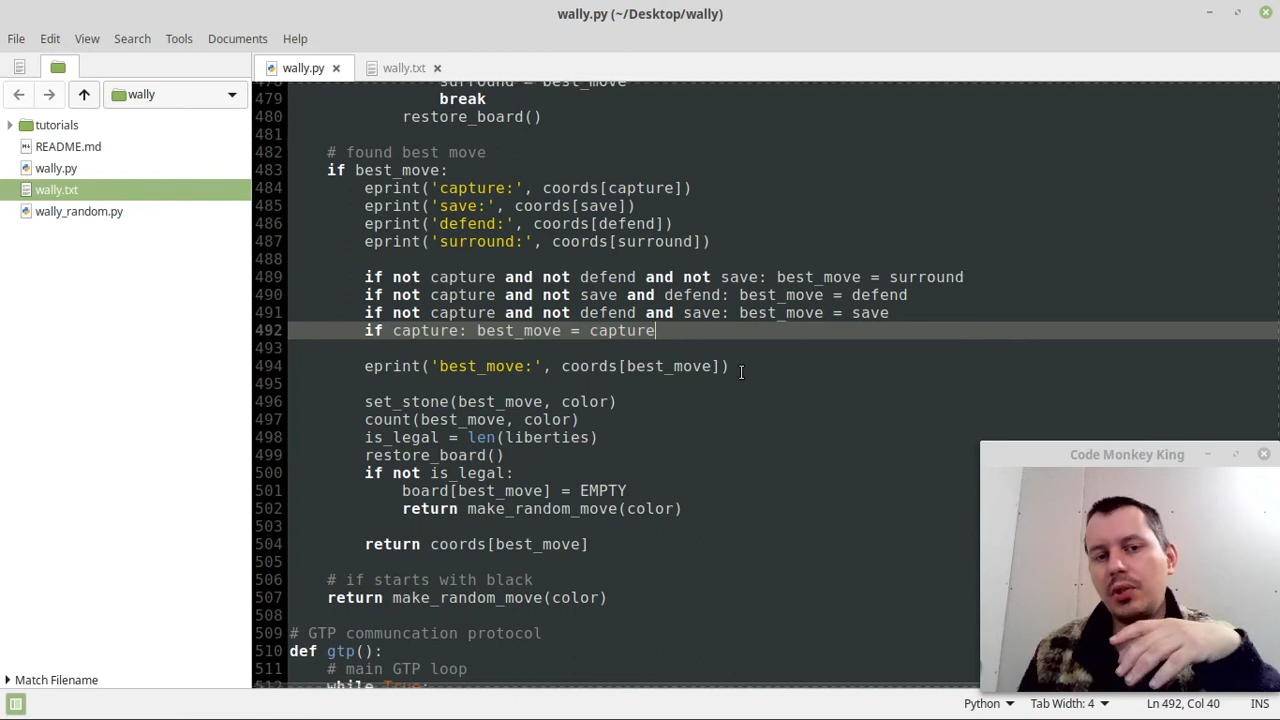 wally.py (~/Desktop/wally)
File Edit View Search Tools Documents Help
wally.py wally.txt
wally
tutorials
README.md
wally.py
wally.txt
wally_random.py
surround = best_move
479 break
480 restore_board()
481
482 # found best move
483 if best_move:
484 eprint('capture:', coords[capture])
485 eprint('save:', coords[save])
486 eprint('defend:', coords[defend])
487 eprint('surround:', coords[surround])
488
489 if not capture and not defend and not save: best_move = surround
490 if not capture and not save and defend: best_move = defend
491 if not capture and not defend and save: best_move = save
492 if capture: best_move = capture
493
494 eprint('best_move:', coords[best_move])
495
496 set_stone(best_move, color)
497 count(best_move, color)
498 is_legal = len(liberties)
499 restore_board()
500 if not is_legal:
501 board[best_move] = EMPTY
502 return make_random_move(color)
503
504 return coords[best_move]
505
506 # if starts with black
507 return make_random_move(color)
508
509 # GTP communcation protocol
510 def gtp():
511 # main GTP loop
512 while True:
Code Monkey King
Match Filename
Python Tab Width: 4 Ln 492, Col 40 INS